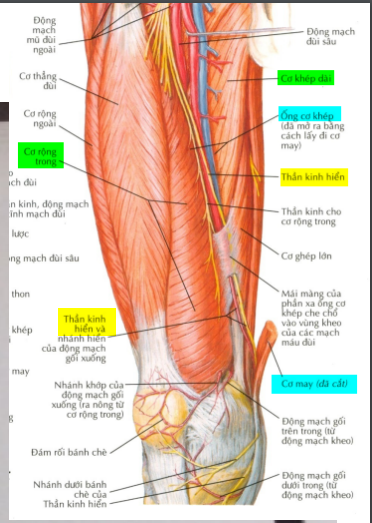 Động
mạch
mũ đùi
ngoài
Cơ thẳng
đùi
Cơ rộng
ngoài
Cơ rộng
trong
ạch đùi
ần kinh, động mạch
tĩnh mạch đùi
lược
ộng mạch đùi sâu
thon
khép
may
Thần kinh
hiển và
nhánh hiển
của động mạch
gối xuống
Nhánh khớp của
động mạch gối
xuống (ra nông từ
cơ rộng trong)
Đám rối bánh chè
Nhánh dưới bánh
chè của
Thần kinh hiển
Động mạch
đùi sâu
Cơ khép dài
Ống cơ khép
(đã mở ra bằng
cách lấy đi cơ
may)
Thần kinh hiển
Thần kinh cho
cơ rộng trong
Cơ ghép lớn
Mái màng của
phần xa ống cơ
khép che chổ
vào vùng kheo
của các mạch
máu đùi
Cơ may (đã cắt)
Động mạch gối
trên trong (từ
động mạch kheo)
Động mạch gối
dưới trong (từ
động mạch kheo)